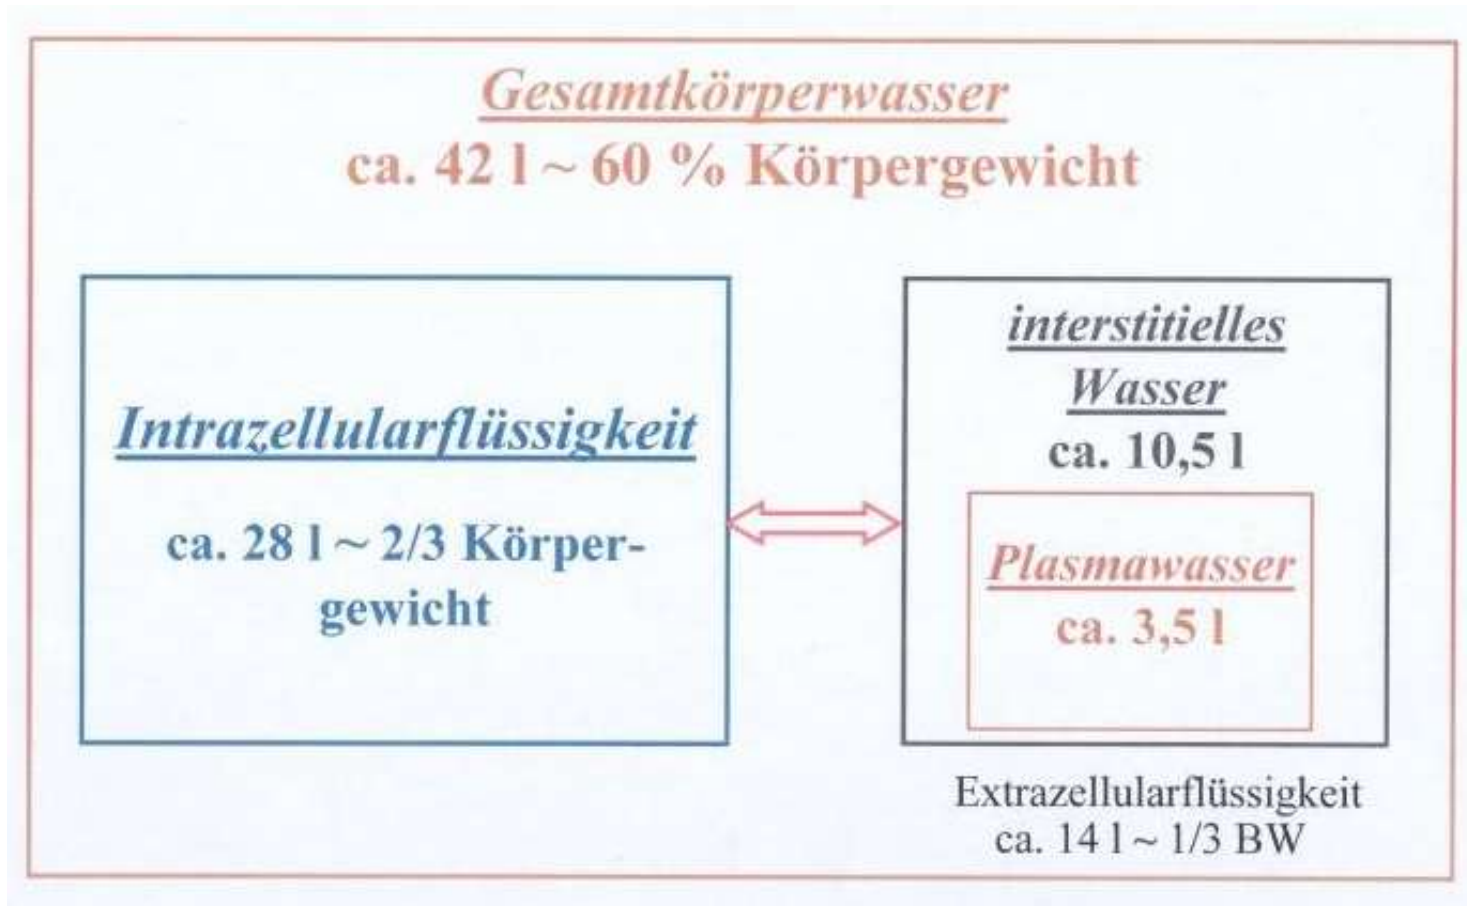 Gesamtkörperwasser
ca. 42 l ~ 60 % Körpergewicht
Intrazellularflüssigkeit
ca. 28 l ~ 2/3 Körper-
gewicht
interstitielles
Wasser
ca. 10,5 l
Plasmawasser
ca. 3,5 l
Extrazellularflüssigkeit
ca. 14 l ~ 1/3 BW